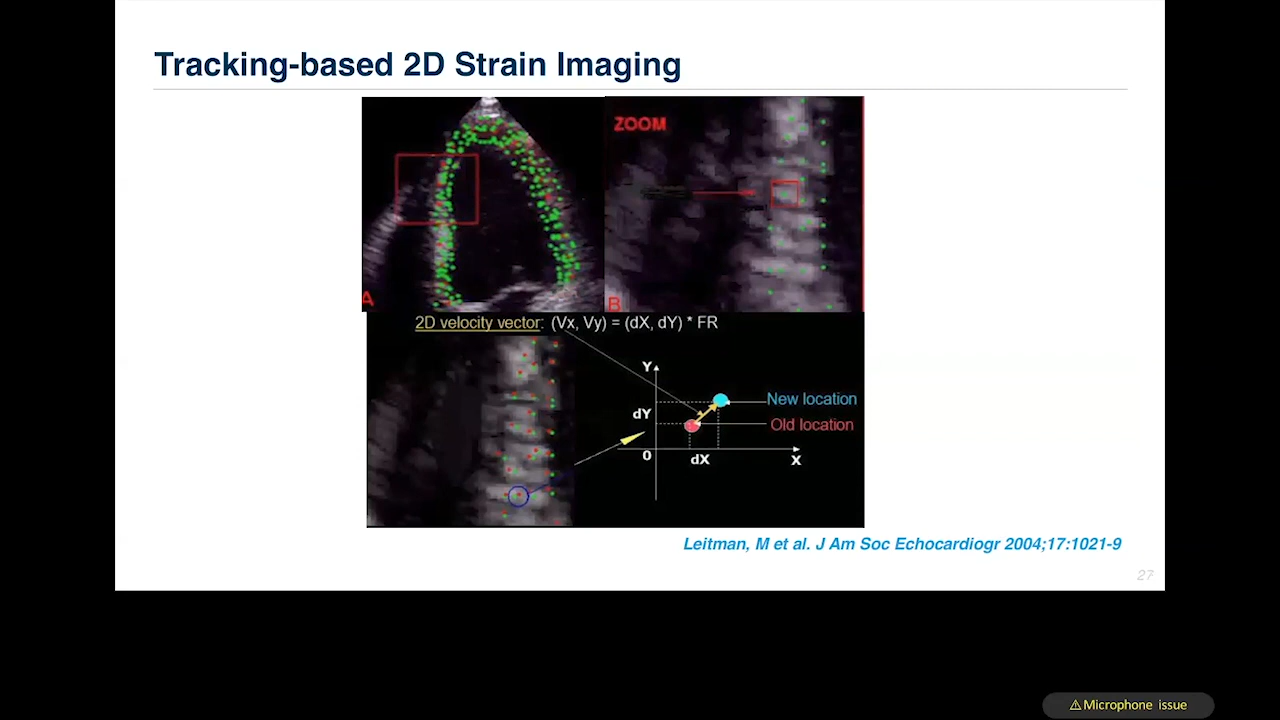 Tracking-based 2D Strain Imaging
ZOOM
A
B
2D velocity vector: (Vx, Vy) = (dX, dY) * FR
Y
New location
dY
Old location
0
dX
X
Leitman, M et al. J Am Soc Echocardiogr 2004;17:1021-9
27
⚠Microphone issue